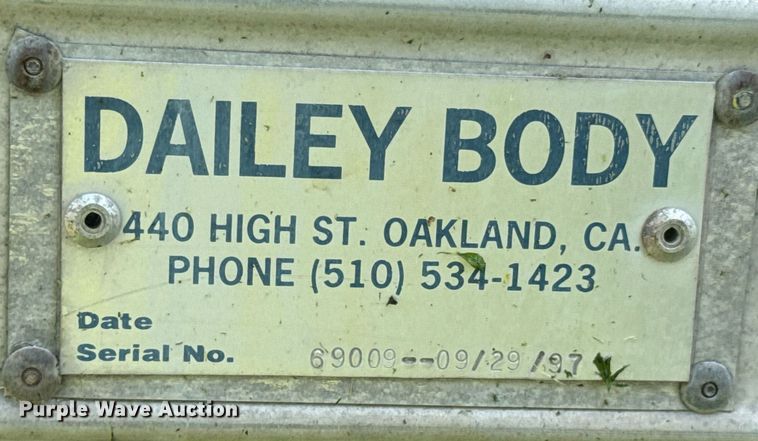 DAILEY BODY
440 HIGH ST. OAKLAND, CA.
PHONE (510) 534-1423
Date
Serial No. 69009--09/29/97
Purple Wave Auction